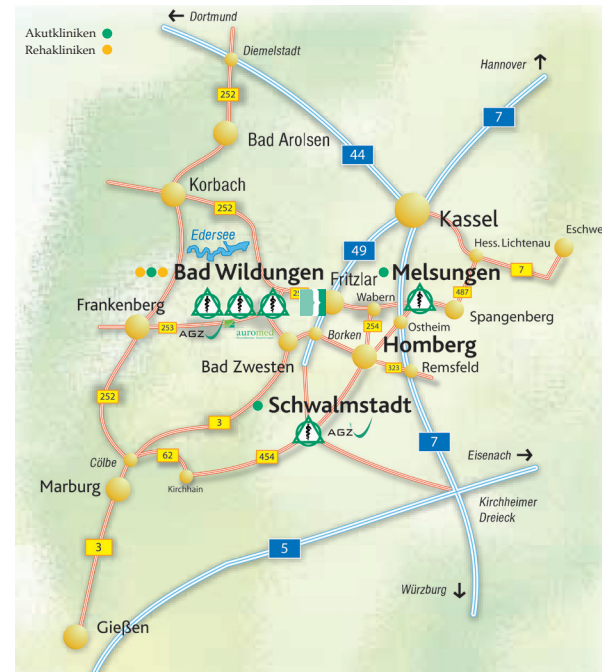 Dortmund
Akutkliniken
Rehakliniken
Diemelstadt
Hannover
252
7
Bad Arolsen
44
Korbach
252
Kassel
Edersee
49
Hess. Lichtenau
7
Bad Wildungen
Fritzlar
Melsungen
Wabern
487
Spangenberg
Frankenberg
253
AGZ
auromed
254
Ostheim
Borken
Homberg
Bad Zwesten
323
Remsfeld
252
Schwalmstadt
AGZ
3
7
62
454
Cölbe
Kirchhain
Eisenach
Marburg
Kirchheimer
Dreieck
3
5
Würzburg
Gießen